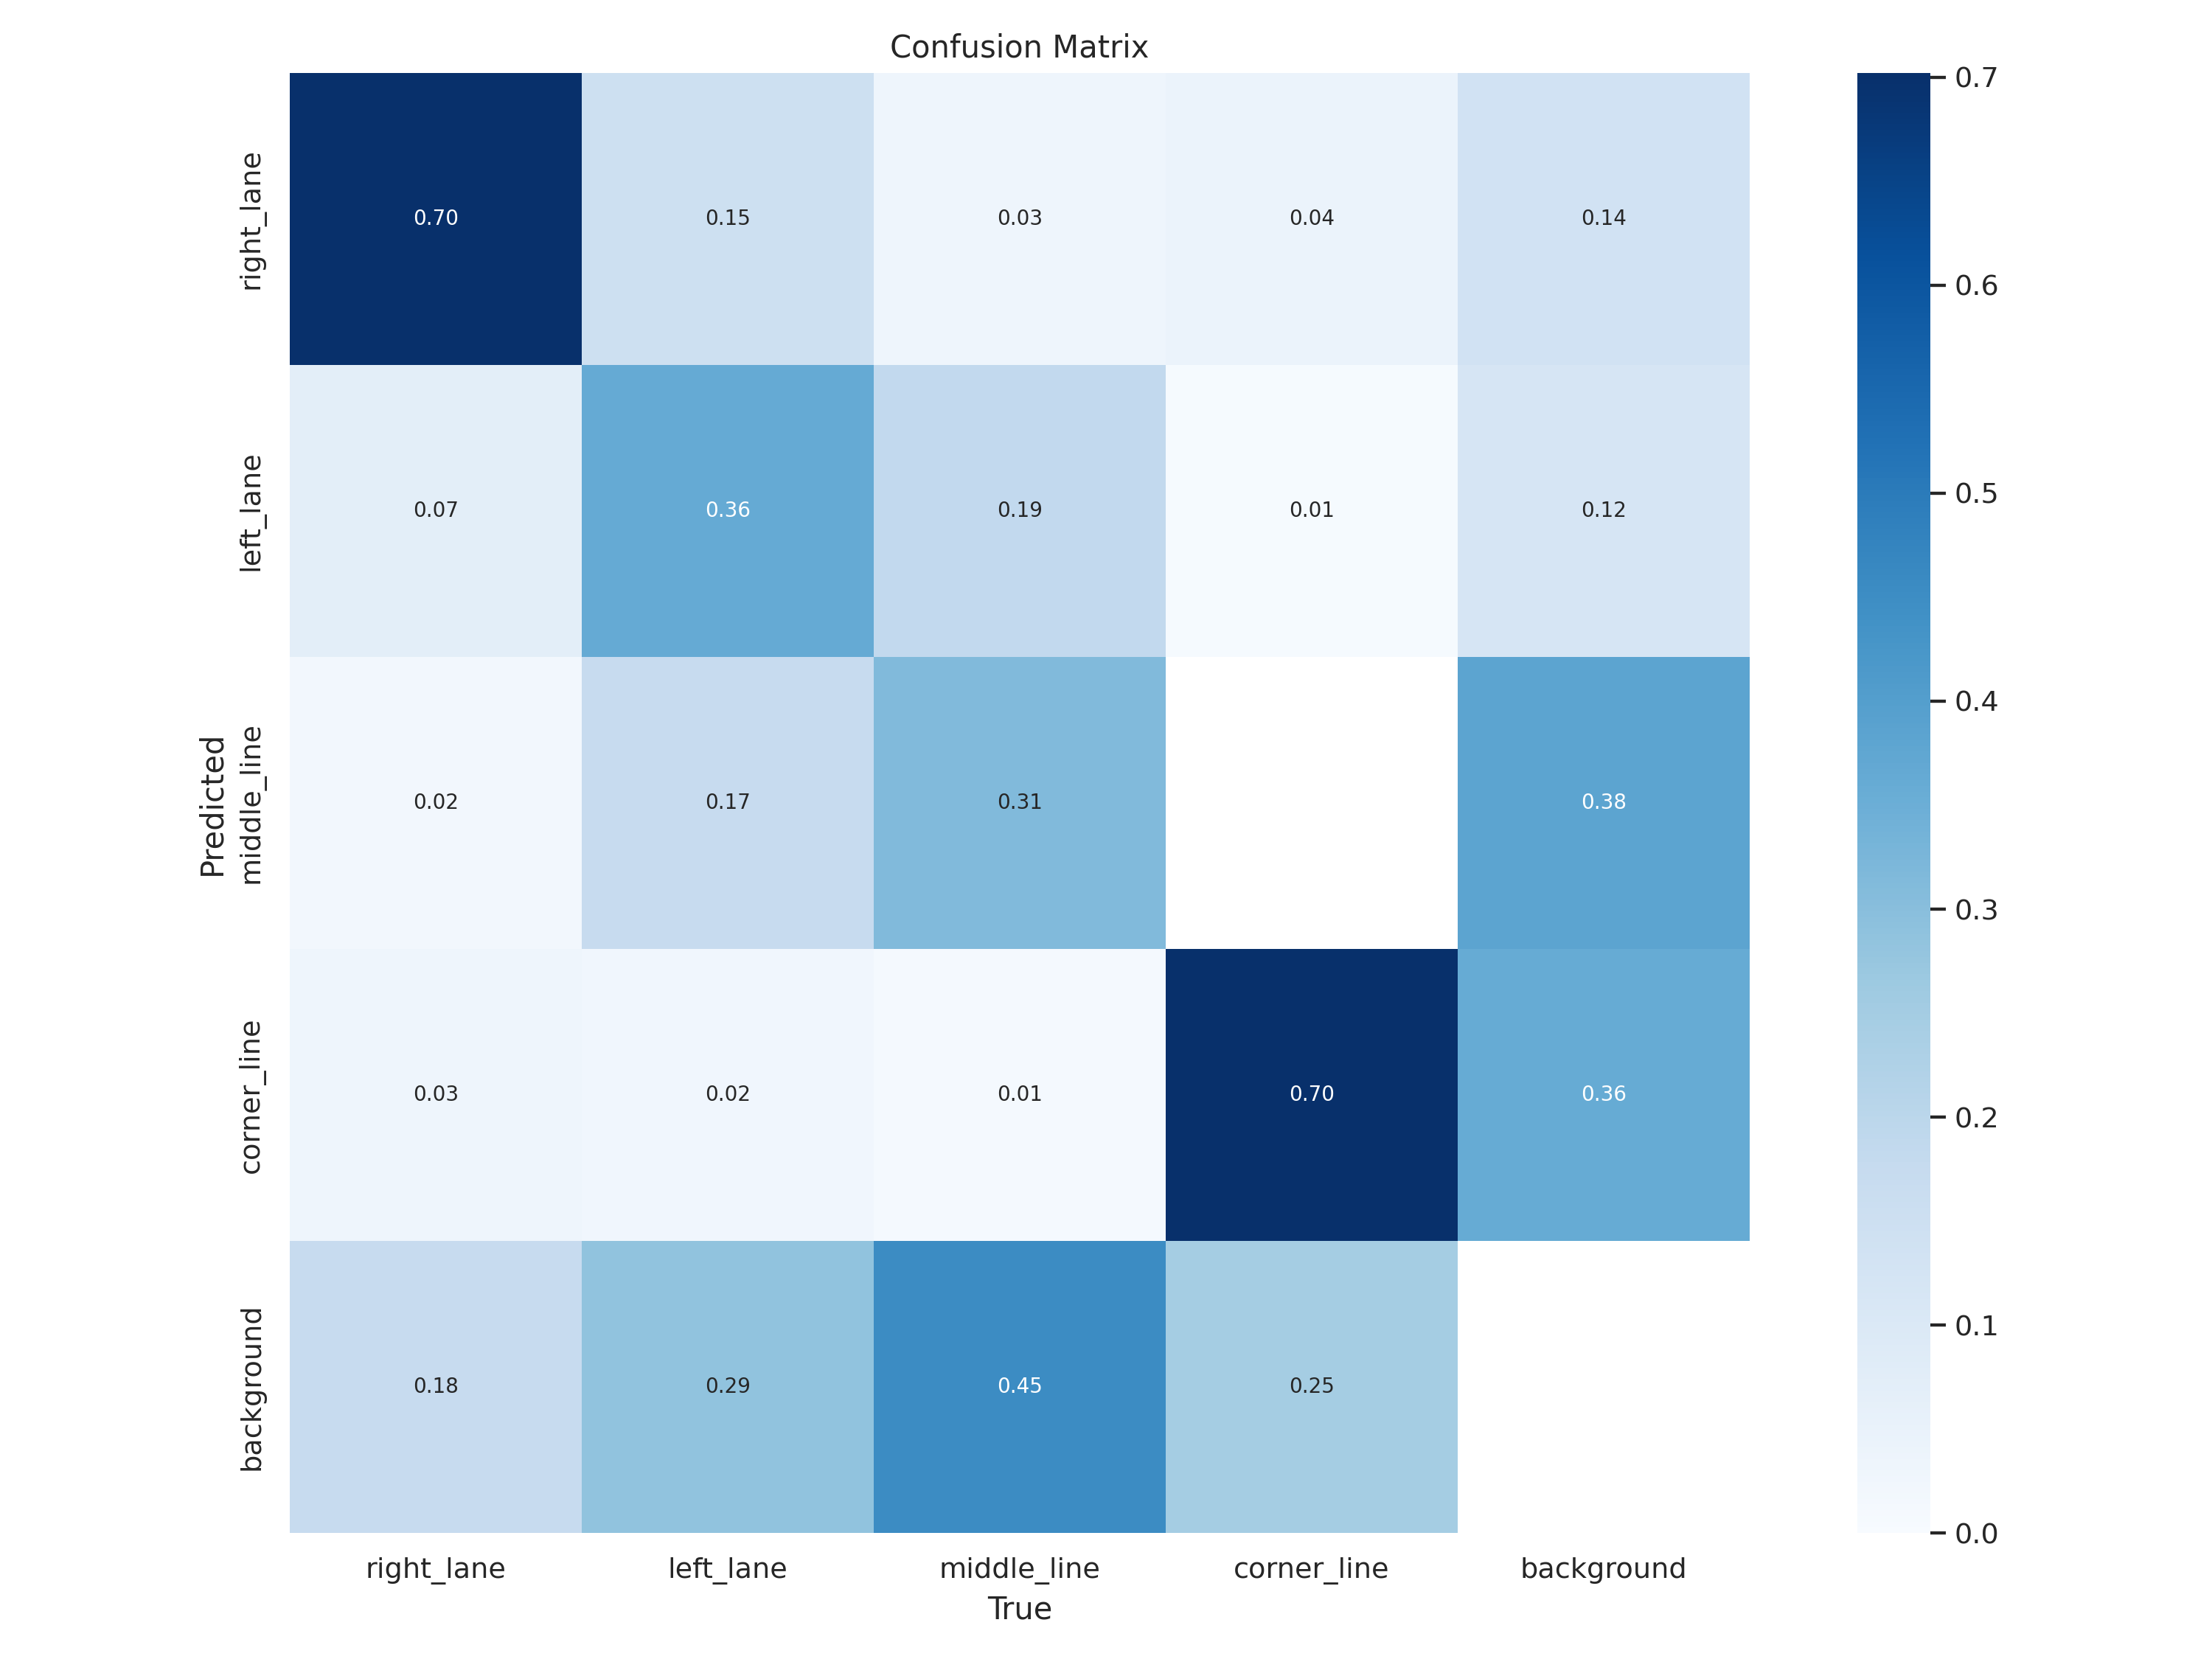 Confusion Matrix
right_lane 0.70 0.15 0.03 0.04 0.14
left_lane 0.07 0.36 0.19 0.01 0.12
middle_line 0.02 0.17 0.31 0.38
corner_line 0.03 0.02 0.01 0.70 0.36
background 0.18 0.29 0.45 0.25
Predicted
right_lane left_lane middle_line corner_line background
True
0.7
0.6
0.5
0.4
0.3
0.2
0.1
0.0